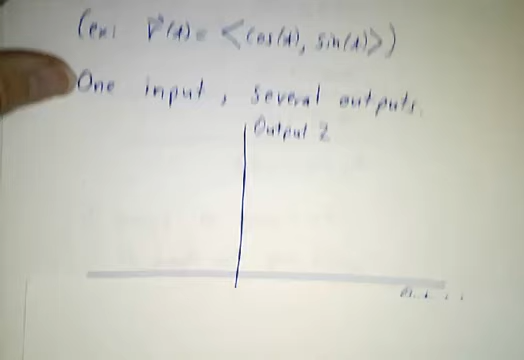 (ex: r⃗(t) = <cos(t), sin(t)>)
One input, several outputs.
Output 2